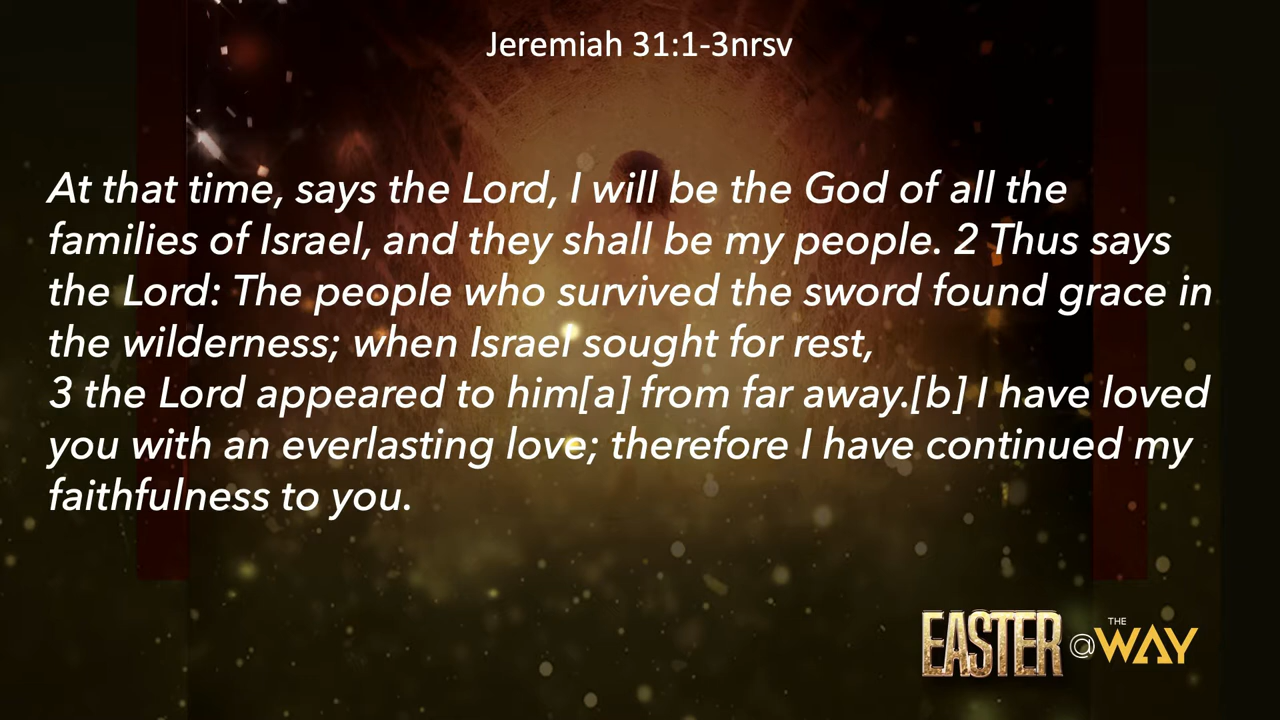 Jeremiah 31:1-3nrsv
At that time, says the Lord, I will be the God of all the
families of Israel, and they shall be my people. 2 Thus says
the Lord: The people who survived the sword found grace in
the wilderness; when Israel sought for rest,
3 the Lord appeared to him[a] from far away.[b] I have loved
you with an everlasting love; therefore I have continued my
faithfulness to you.
EASTER @ THE WAY